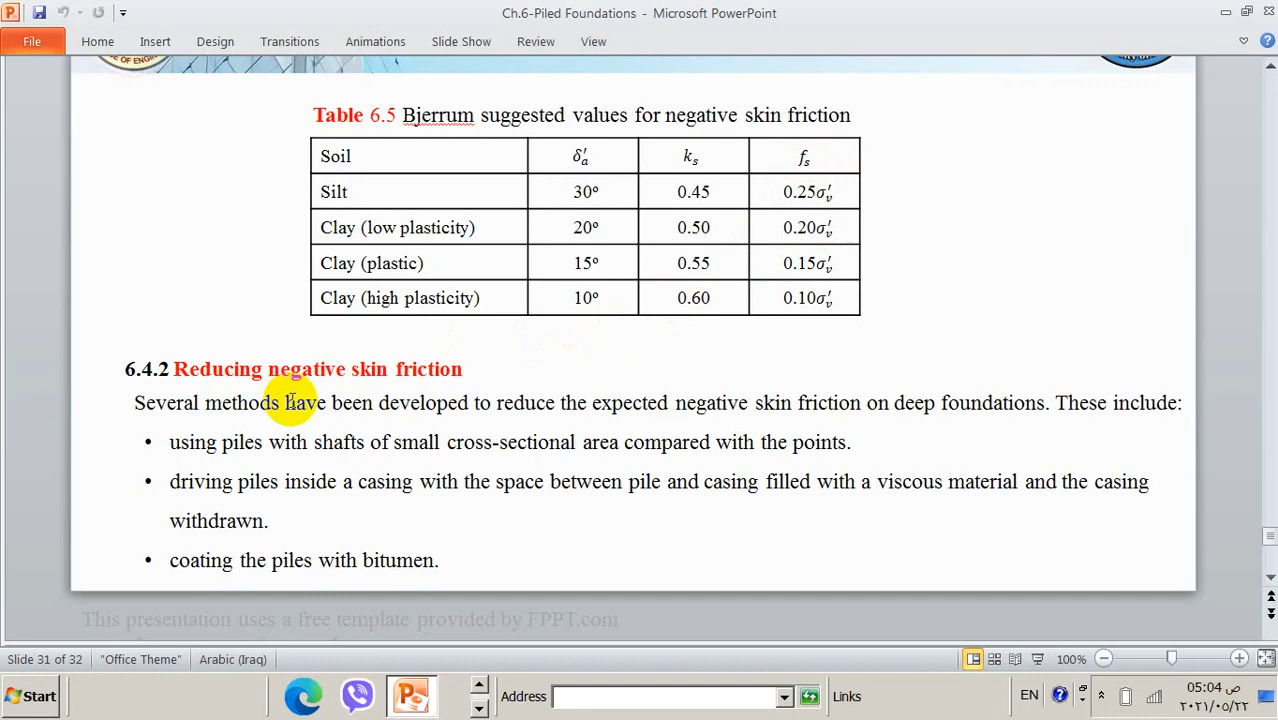 Ch.6-Piled Foundations - Microsoft PowerPoint
File Home Insert Design Transitions Animations Slide Show Review View
E OF ENGIN
Table 6.5 Bjerrum suggested values for negative skin friction
Soil δ′ₐ kₛ fₛ
Silt 30° 0.45 0.25σ′ᵥ
Clay (low plasticity) 20° 0.50 0.20σ′ᵥ
Clay (plastic) 15° 0.55 0.15σ′ᵥ
Clay (high plasticity) 10° 0.60 0.10σ′ᵥ
6.4.2 Reducing negative skin friction
Several methods have been developed to reduce the expected negative skin friction on deep foundations. These include:
• using piles with shafts of small cross-sectional area compared with the points.
• driving piles inside a casing with the space between pile and casing filled with a viscous material and the casing
withdrawn.
• coating the piles with bitumen.
This presentation uses a free template provided by FPPT.com
Slide 31 of 32 "Office Theme" Arabic (Iraq) 100%
Start Address Links EN 05:04 ص
٢٠٢١/٠٥/٢٢